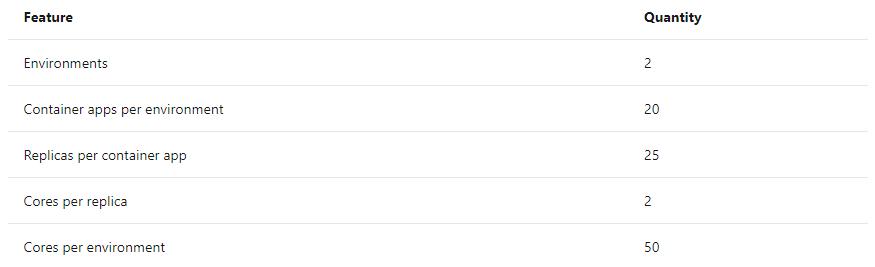 Feature Quantity
Environments 2
Container apps per environment 20
Replicas per container app 25
Cores per replica 2
Cores per environment 50